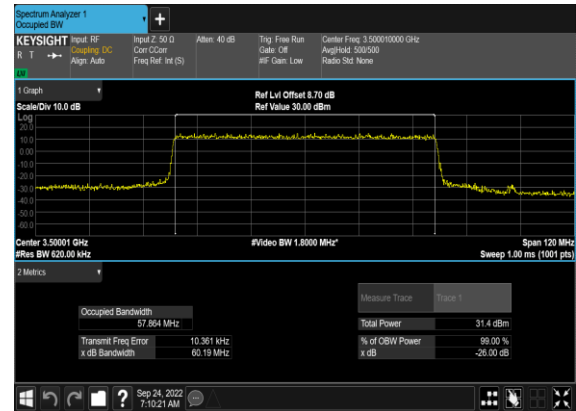 Spectrum Analyzer 1
Occupied BW
+
KEYSIGHT Input: RF Input Z: 50 Ω Atten: 40 dB Trig: Free Run Center Freq: 3.500010000 GHz
R T Coupling: DC Corr CCorr Gate: Off Avg|Hold: 500/500
Align: Auto Freq Ref: Int (S) #IF Gain: Low Radio Std: None
1 Graph
Ref Lvl Offset 8.70 dB
Scale/Div 10.0 dB Ref Value 30.00 dBm
Log
20.0
10.0
0.00
-10.0
-20.0
-30.0
-40.0
-50.0
-60.0
Center 3.50001 GHz #Video BW 1.8000 MHz* Span 120 MHz
#Res BW 620.00 kHz Sweep 1.00 ms (1001 pts)
2 Metrics
Measure Trace Trace 1
Occupied Bandwidth
57.864 MHz Total Power 31.4 dBm
Transmit Freq Error 10.361 kHz % of OBW Power 99.00 %
x dB Bandwidth 60.19 MHz x dB -26.00 dB
? Sep 24, 2022
7:10:21 AM